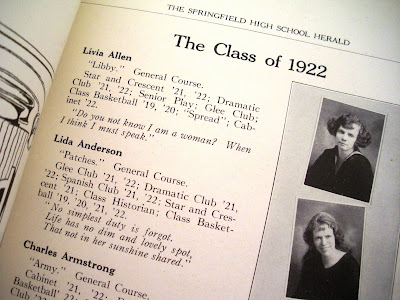 THE SPRINGFIELD HIGH SCHOOL HERALD
The Class of 1922
Livia Allen
"Libby." General Course.
Star and Crescent '21, '22; Dramatic
Club '21, '22; Senior Play; Glee Club;
Class Basketball '19, '20; "Spread"; Cab-
inet '22.
"Do you not know I am a woman? When
I think I must speak."
Lida Anderson
"Patches." General Course.
Glee Club '21, '22; Dramatic Club '21,
'22; Spanish Club '21, '22; Star and Cres-
cent '21; Class Historian; Class Basket-
ball '19, '20, '21, '22.
"No simplest duty is forgot.
Life has no dim and lovely spot,
That not in her sunshine shared."
Charles Armstrong
"Army." General Course.
Cabinet '21, '22;
Basketball
Club